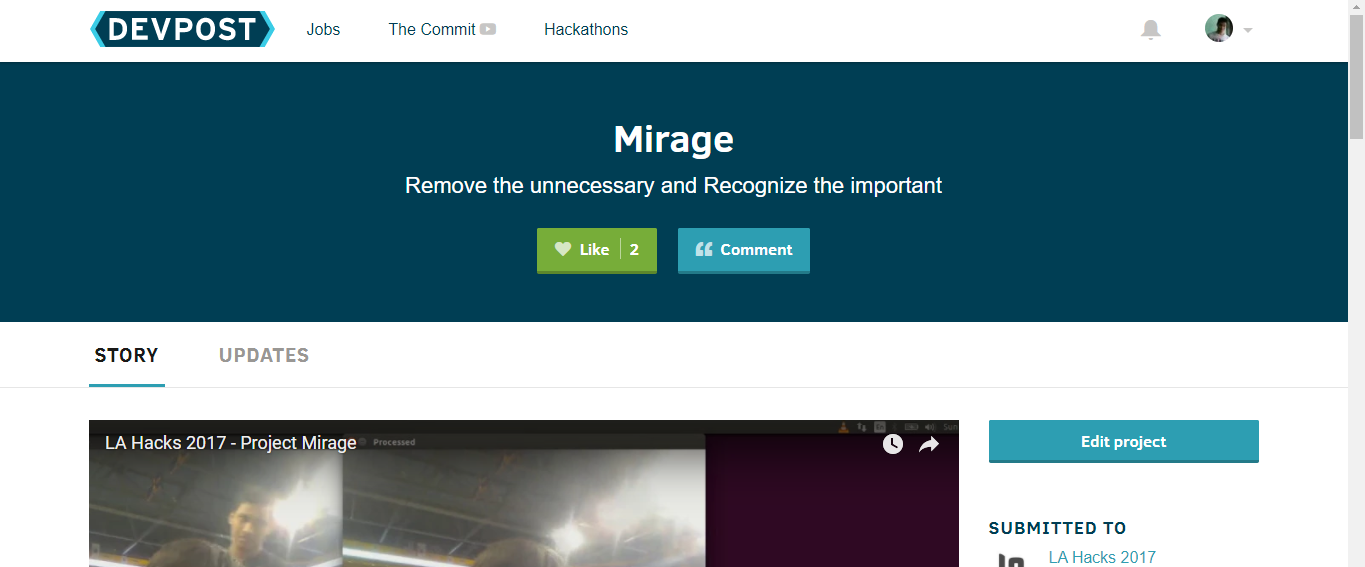 DEVPOST
Jobs
The Commit
Hackathons
Mirage
Remove the unnecessary and Recognize the important
Like 2
Comment
STORY
UPDATES
LA Hacks 2017 - Project Mirage
Processed
Sun
Edit project
SUBMITTED TO
LA Hacks 2017